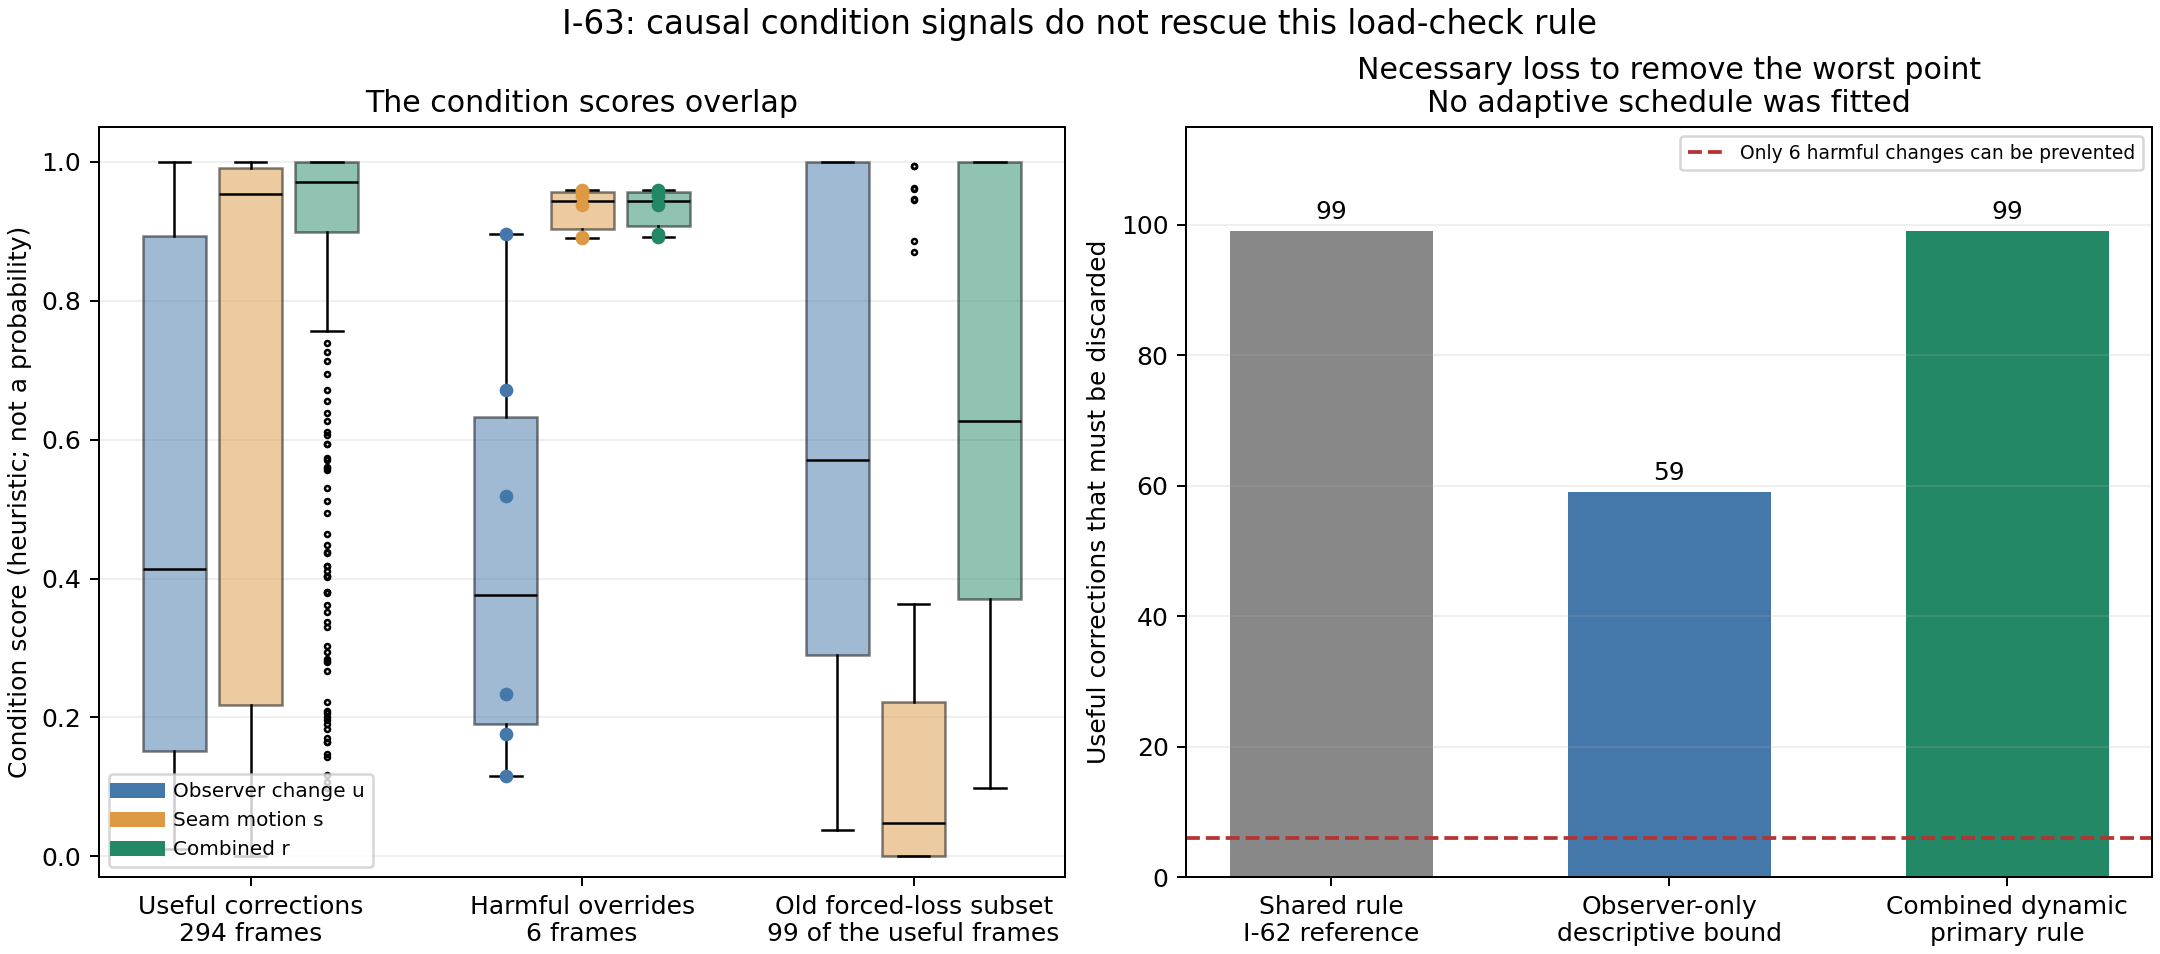 I-63: causal condition signals do not rescue this load-check rule
The condition scores overlap
Condition score (heuristic; not a probability)
1.0
0.8
0.6
0.4
0.2
0.0
Observer change u
Seam motion s
Combined r
Useful corrections
294 frames
Harmful overrides
6 frames
Old forced-loss subset
99 of the useful frames
Necessary loss to remove the worst point
No adaptive schedule was fitted
Useful corrections that must be discarded
100
80
60
40
20
0
Only 6 harmful changes can be prevented
99
59
99
Shared rule
I-62 reference
Observer-only
descriptive bound
Combined dynamic
primary rule